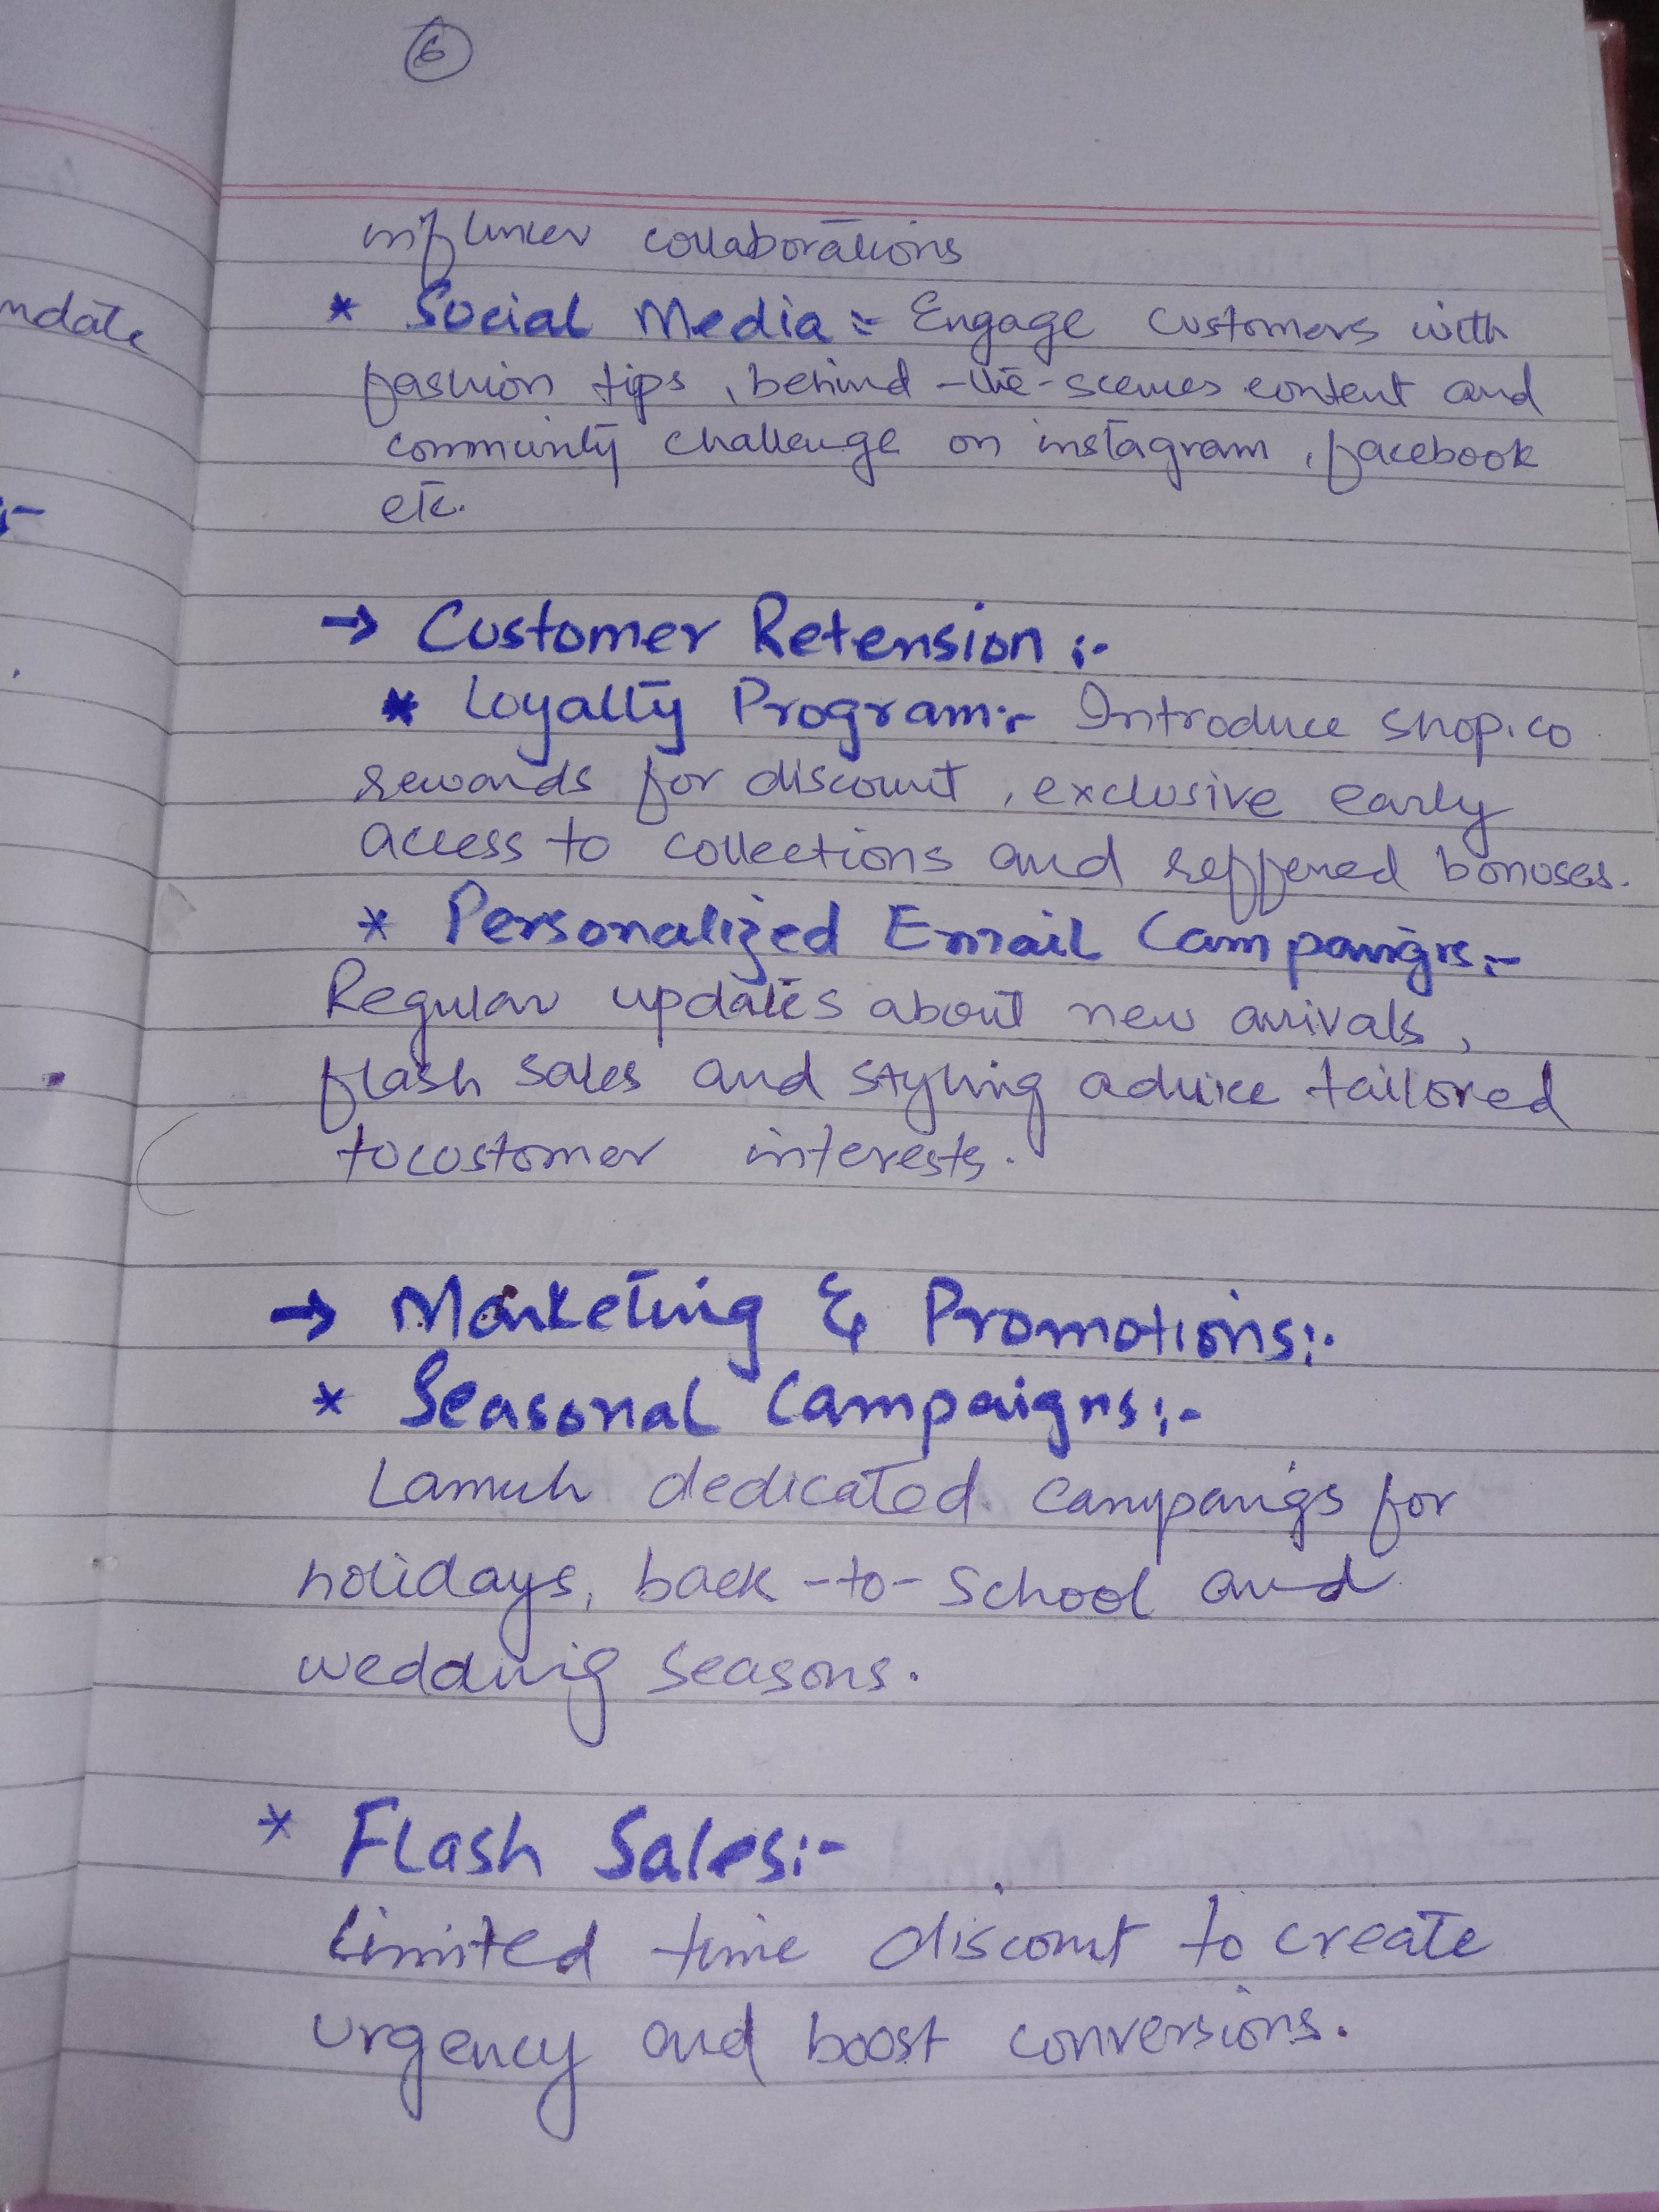 6
influncer collaborations
* Social Media :- Engage customers with
fashion tips, behind-the-scenes content and
community challenge on instagram, facebook
etc.
→ Customer Retension :-
* Loyalty Program:- Introduce shop.co
rewards for discount, exclusive early
access to collections and reffered bonuses.
* Personalized Email Campaings:-
Regular updates about new arrivals,
flash sales and styling advice tailored
to costomer interests.
→ Marketing & Promotions:-
* Seasonal Campaigns:-
Lanuch dedicated campaings for
holidays, back-to-school and
wedding seasons.
* Flash Sales:-
Limited time discount to create
urgency and boost conversions.